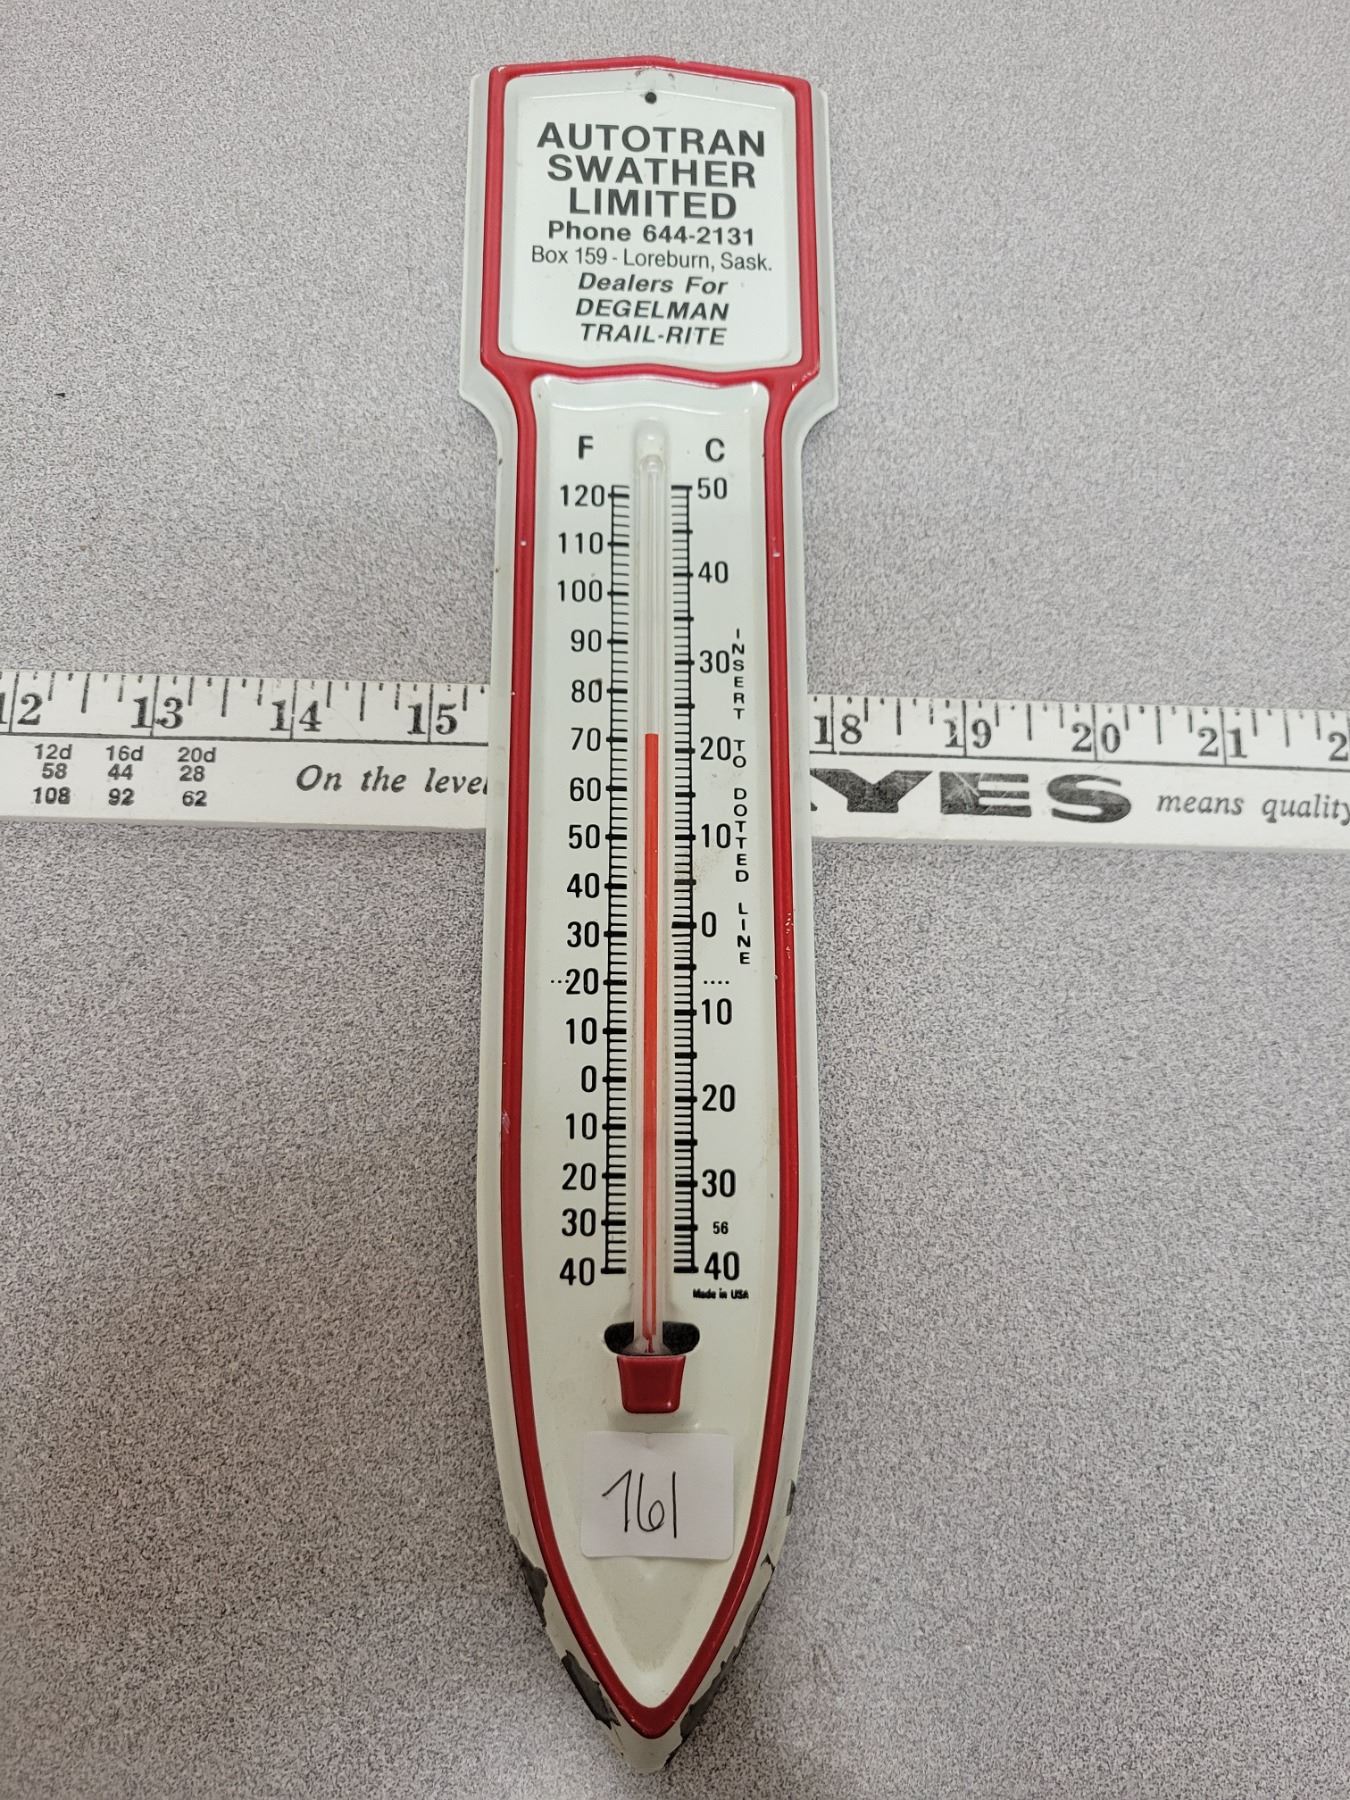 AUTOTRAN
SWATHER
LIMITED
Phone 644-2131
Box 159 - Loreburn, Sask.
Dealers For
DEGELMAN
TRAIL-RITE
F C
120 50
110
100 40
90
80 30
70 20
60
50 10
40
30 0
....20 ....
10 10
0
10 20
20
30 30
56
40 40
INSERT TO DOTTED LINE
Made in USA
761
12 13 14 15 18 19 20 21 2
12d 16d 20d
58 44 28
108 92 62
On the level
YES means quality